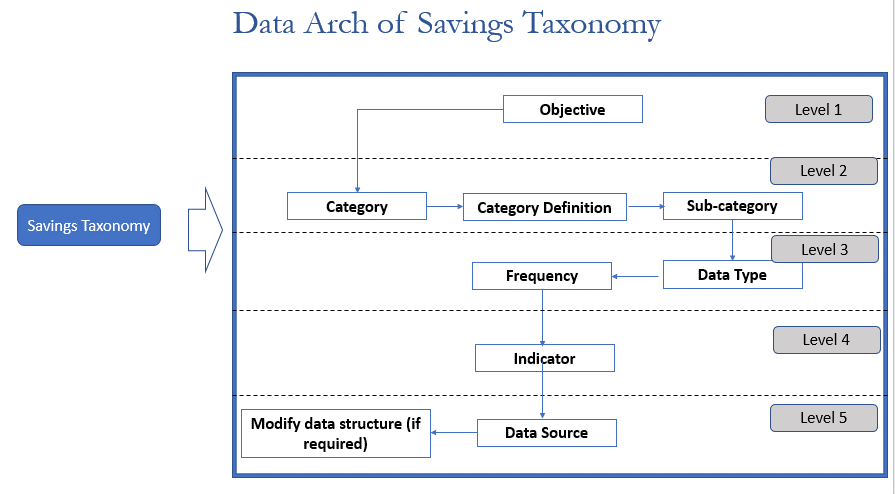 Data Arch of Savings Taxonomy
Objective
Level 1
Level 2
Category
Category Definition
Sub-category
Savings Taxonomy
Level 3
Frequency
Data Type
Level 4
Indicator
Level 5
Modify data structure (if
required)
Data Source